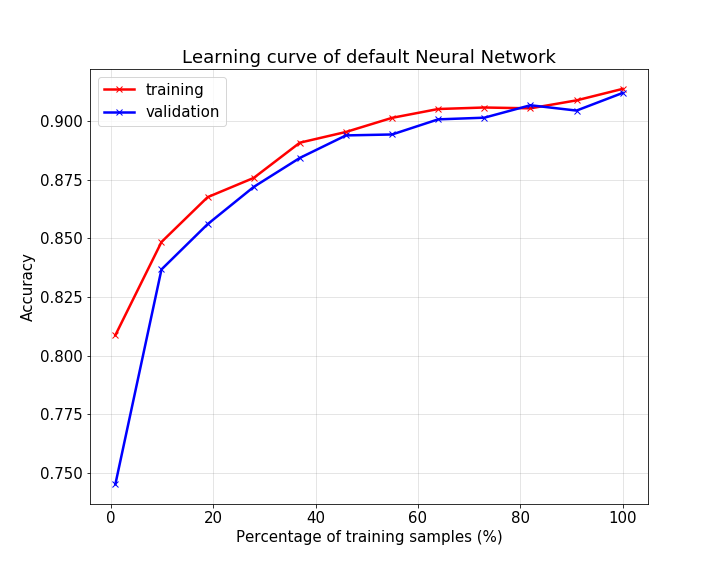 Learning curve of default Neural Network
training
validation
0.900
0.875
0.850
0.825
0.800
0.775
0.750
Accuracy
0
20
40
60
80
100
Percentage of training samples (%)